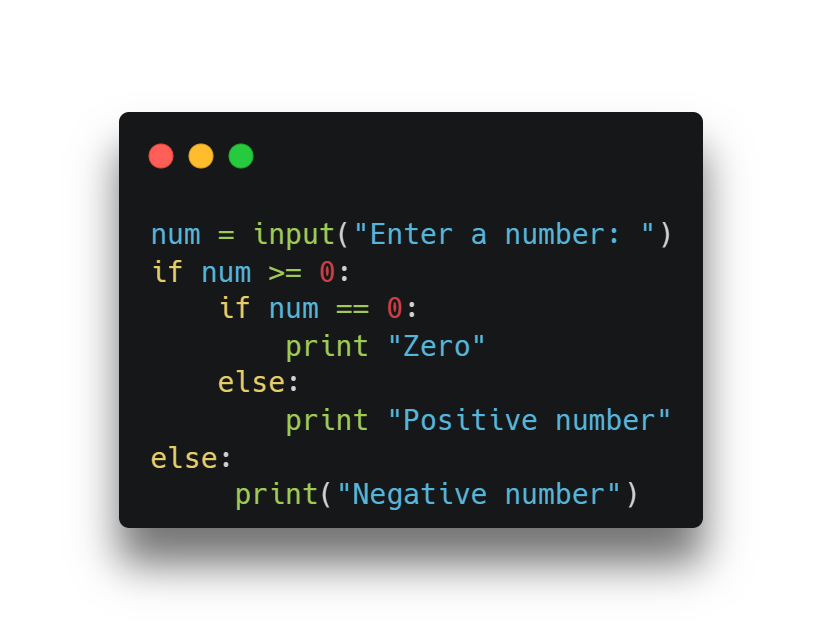 num = input("Enter a number: ")
if num >= 0:
    if num == 0:
        print "Zero"
    else:
        print "Positive number"
else:
     print("Negative number")